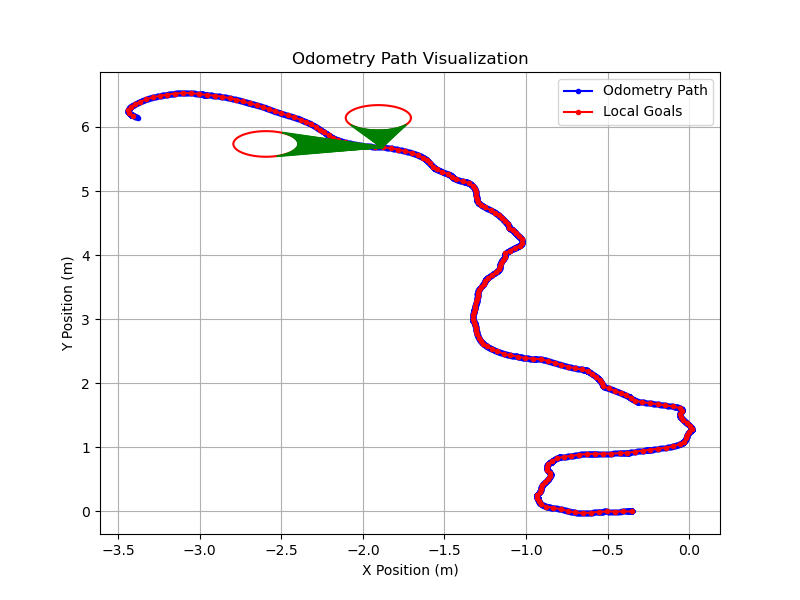 Odometry Path Visualization
Odometry Path
Local Goals
Y Position (m)
6
5
4
3
2
1
0
−3.5 −3.0 −2.5 −2.0 −1.5 −1.0 −0.5 0.0
X Position (m)